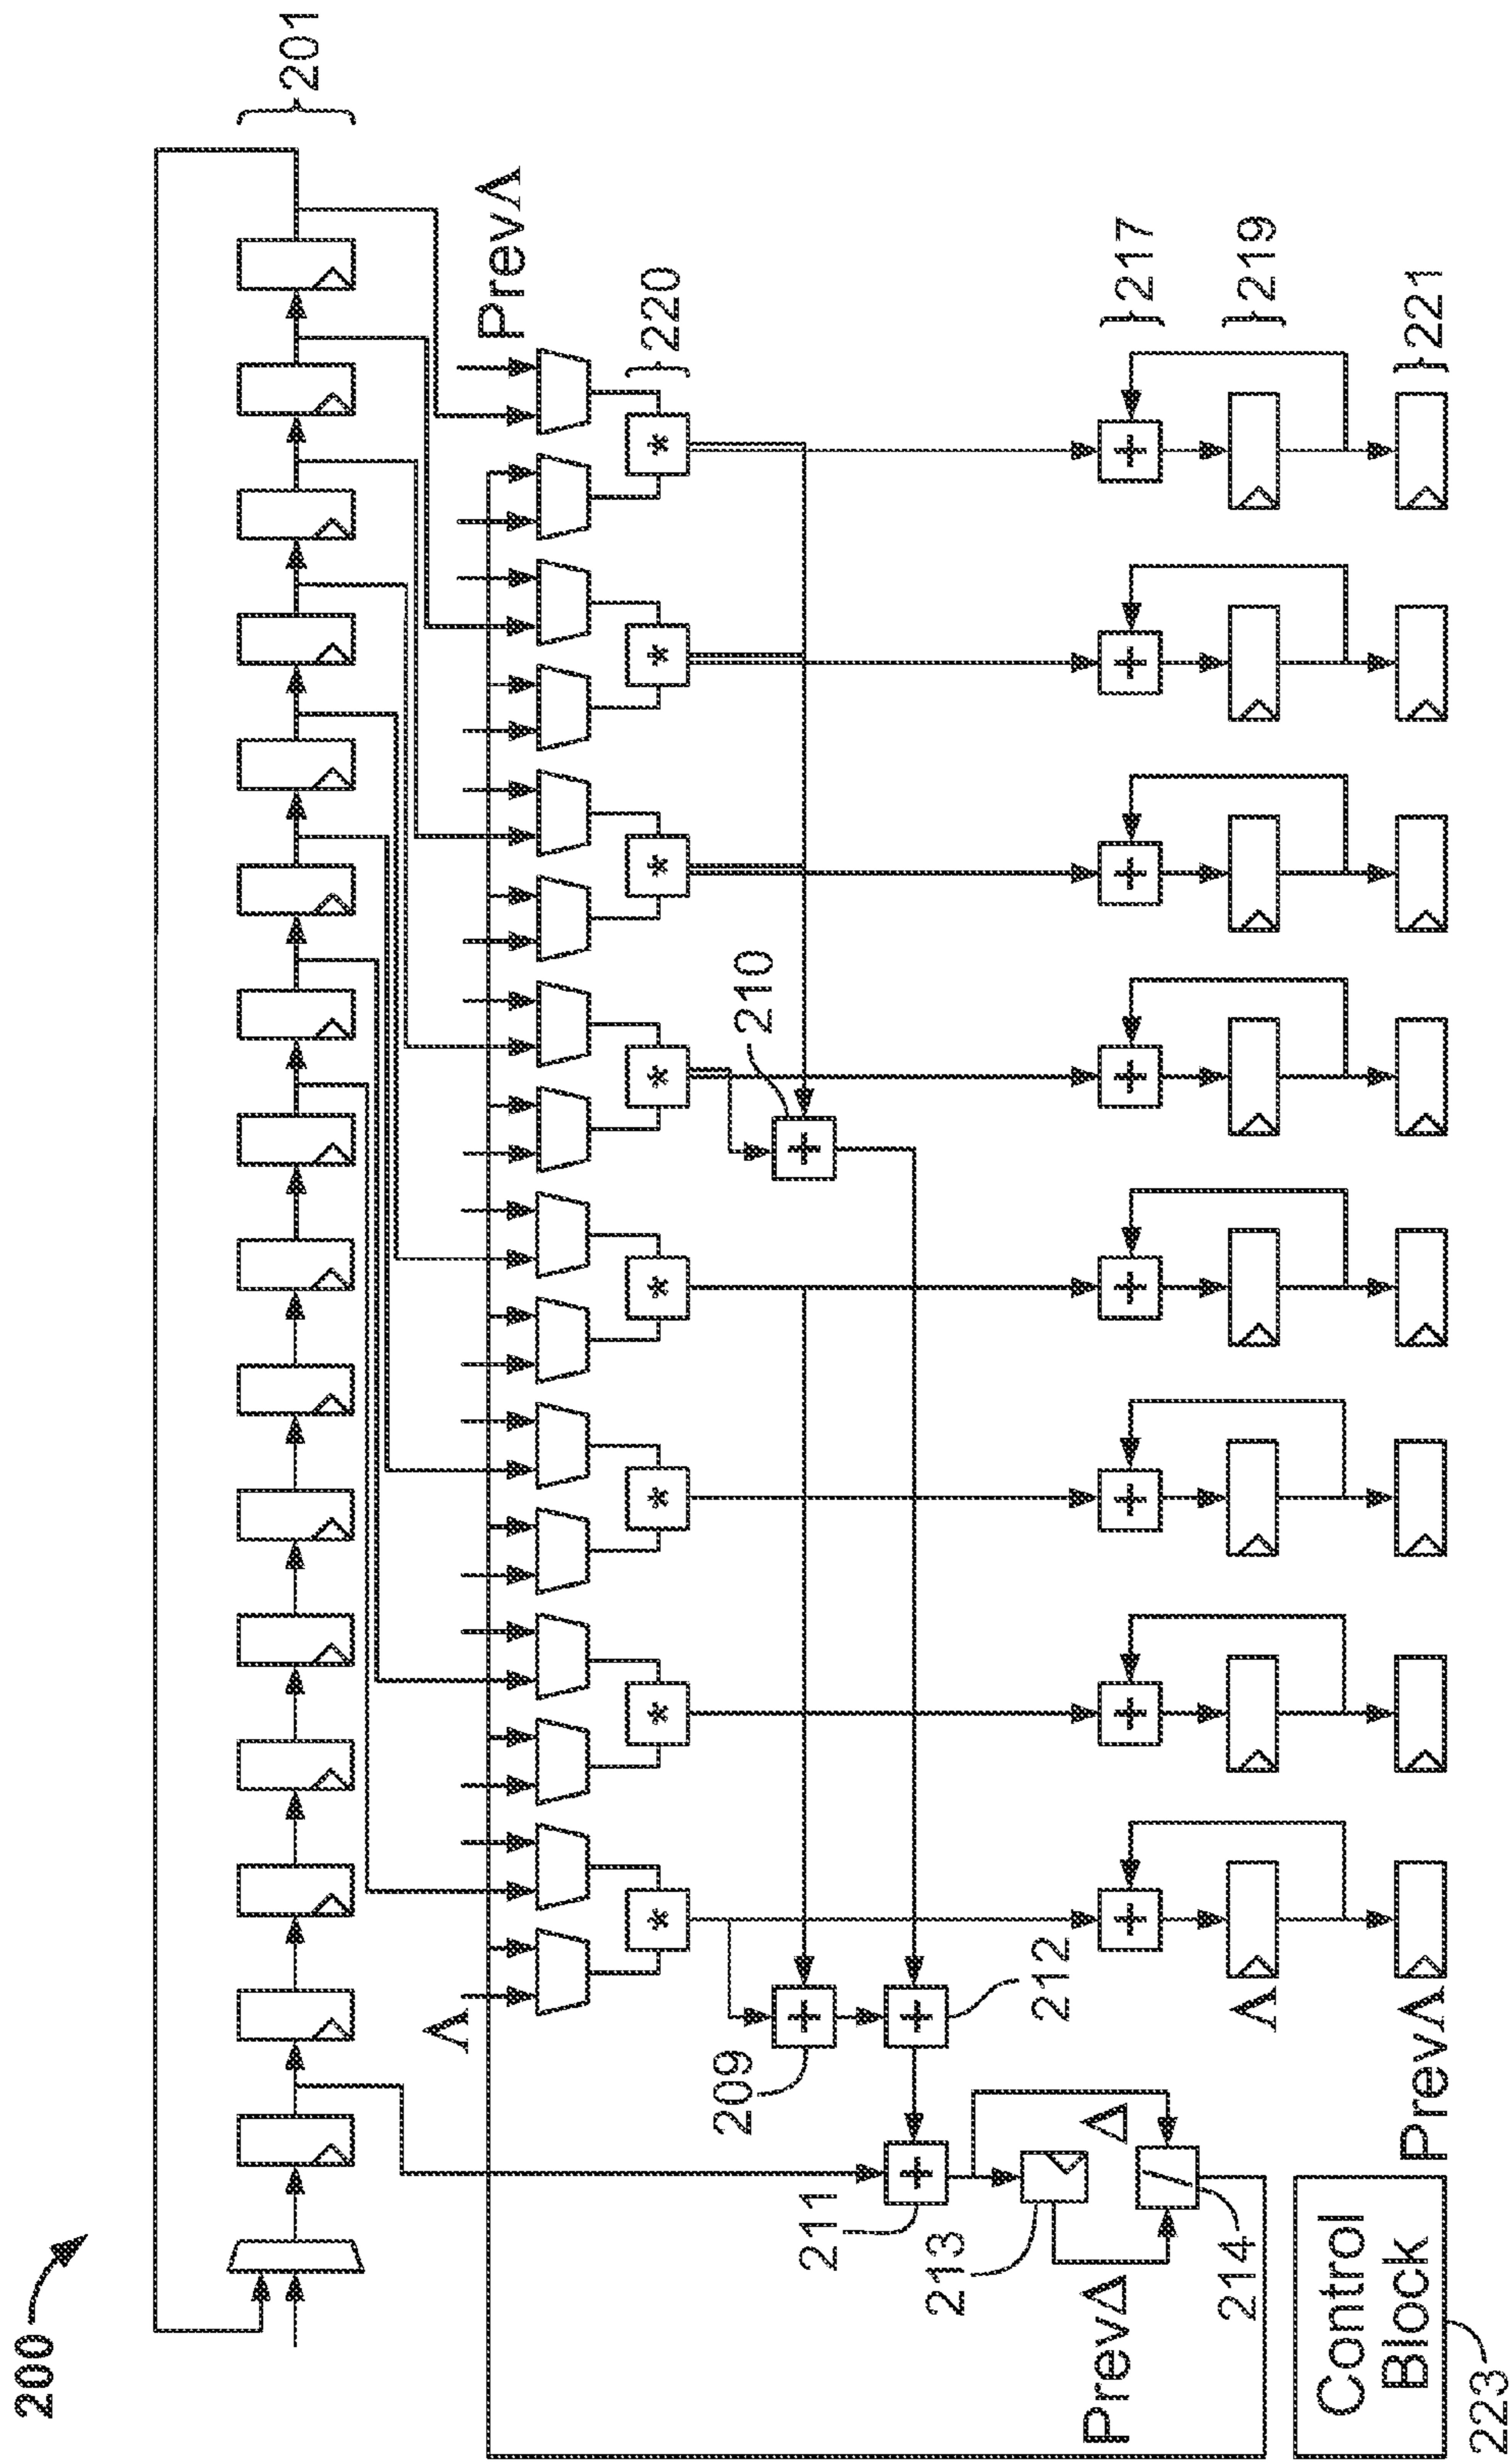 200
201
Λ
PrevΛ
* * * * * * * *
220
209
210
+ +
211
+ +
213
212
PrevΔ
Δ
+ + + + + + + +
217
/
214
Λ
219
Control
Block
PrevΛ
221
223